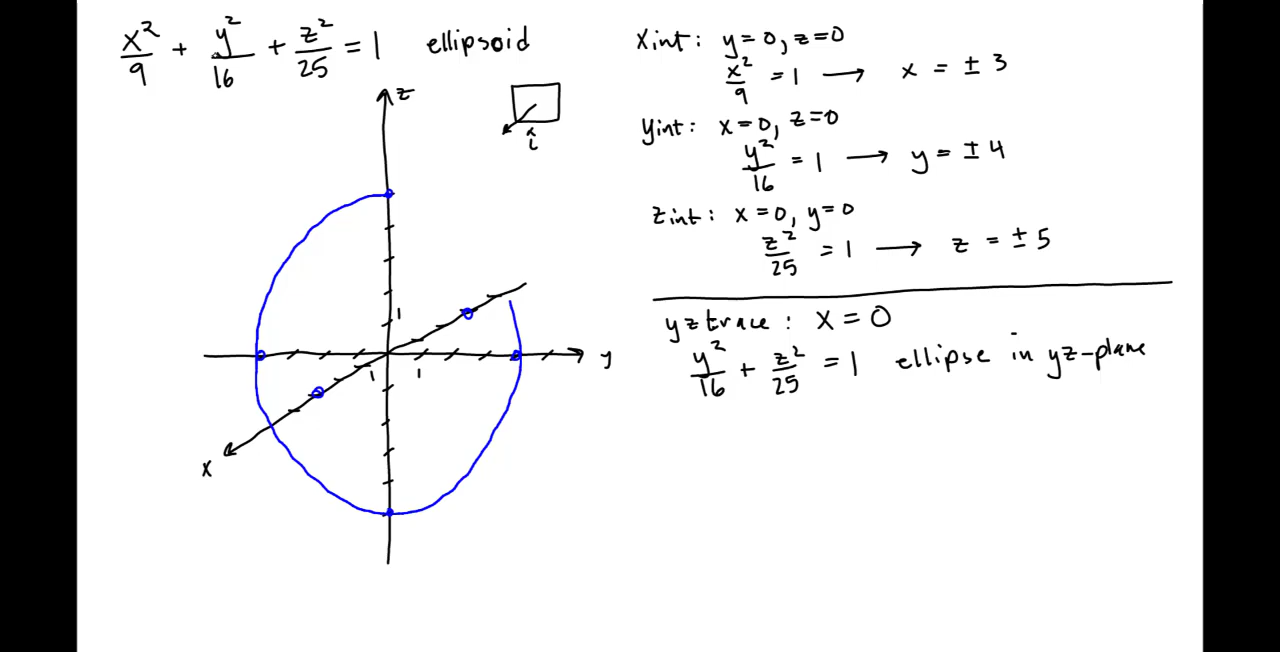 x²/9 + y²/16 + z²/25 = 1 ellipsoid
z
î
1
y
1 1
x
Xint: y=0, z=0
x²/9 = 1 → x = ±3
Yint: x=0, z=0
y²/16 = 1 → y = ±4
Zint: x=0, y=0
z²/25 = 1 → z = ±5
yz trace: X = 0
y²/16 + z²/25 = 1 ellipse in yz-plane